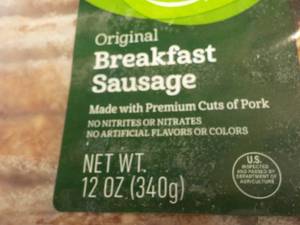 Original
Breakfast
Sausage
Made with Premium Cuts of Pork
NO NITRITES OR NITRATES
NO ARTIFICIAL FLAVORS OR COLORS
NET WT.
12 OZ (340g)
U.S.
INSPECTED
AND PASSED BY
DEPARTMENT OF
AGRICULTURE